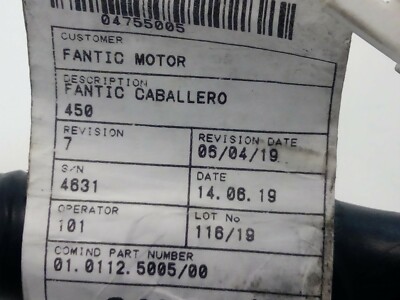 04755005
CUSTOMER
FANTIC MOTOR
DESCRIPTION
FANTIC CABALLERO
450
REVISION
7
REVISION DATE
06/04/19
S/N
4631
DATE
14.06.19
OPERATOR
101
LOT No
116/19
COMIND PART NUMBER
01.0112.5005/00